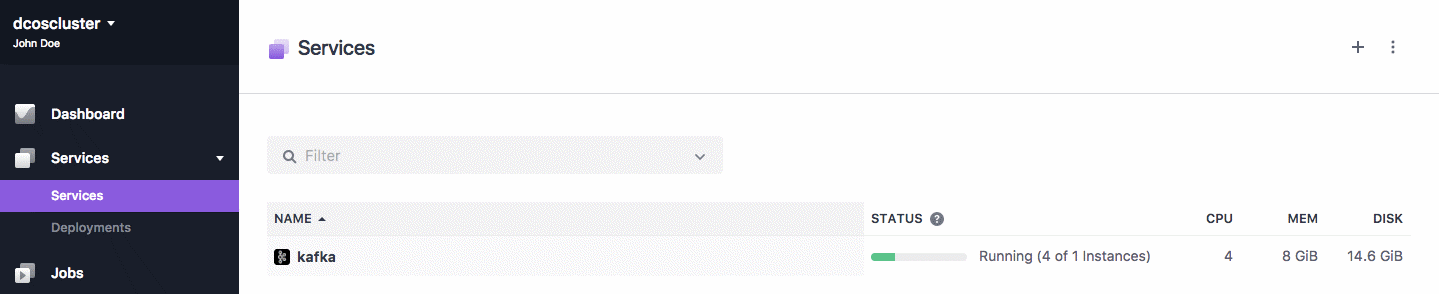 dcoscluster
John Doe
Dashboard
Services
Services
Deployments
Jobs
Services
Filter
NAME STATUS ? CPU MEM DISK
kafka Running (4 of 1 Instances) 4 8 GiB 14.6 GiB